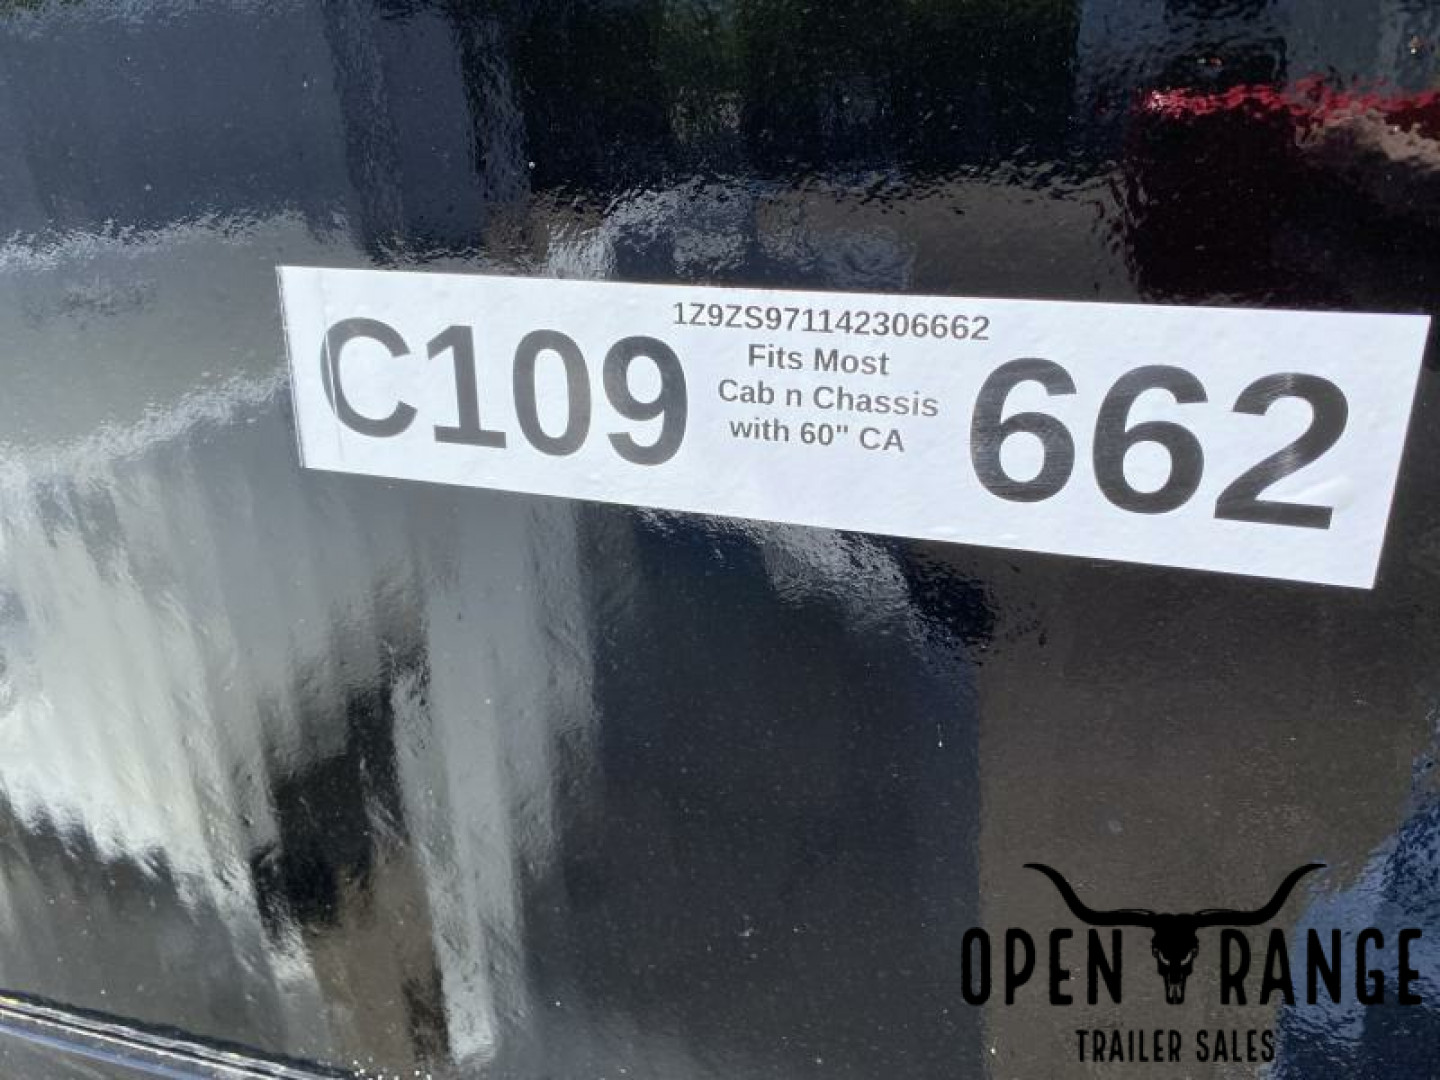 C109
1Z9ZS971142306662
Fits Most
Cab n Chassis
with 60" CA
662
OPEN RANGE
TRAILER SALES